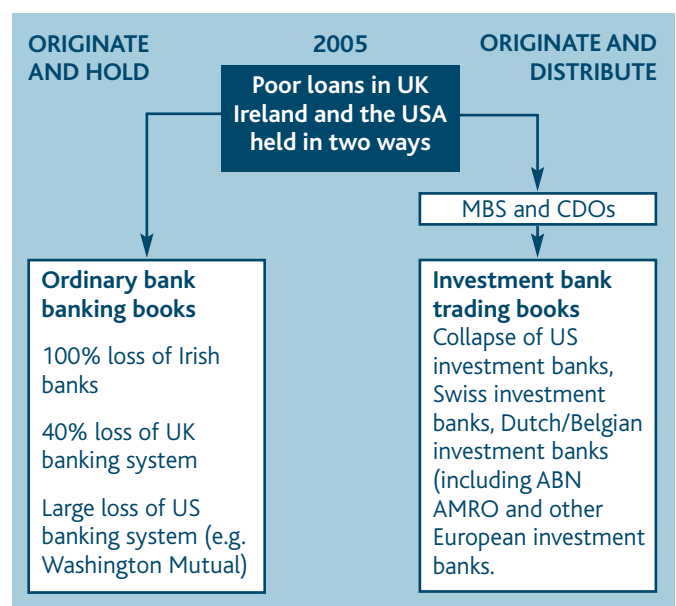 ORIGINATE
AND HOLD
2005
ORIGINATE AND
DISTRIBUTE
Poor loans in UK
Ireland and the USA
held in two ways
MBS and CDOs
Ordinary bank
banking books
100% loss of Irish
banks
40% loss of UK
banking system
Large loss of US
banking system (e.g.
Washington Mutual)
Investment bank
trading books
Collapse of US
investment banks,
Swiss investment
banks, Dutch/Belgian
investment banks
(including ABN
AMRO and other
European investment
banks.